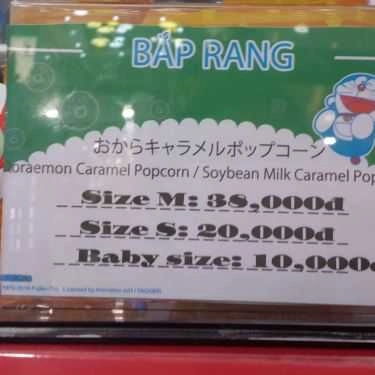 BẮP RANG
おからキャラメルポップコーン
oraemon Caramel Popcorn / Soybean Milk Caramel Pop
Size M: 38,000đ
Size S: 20,000đ
Baby size: 10,000đ